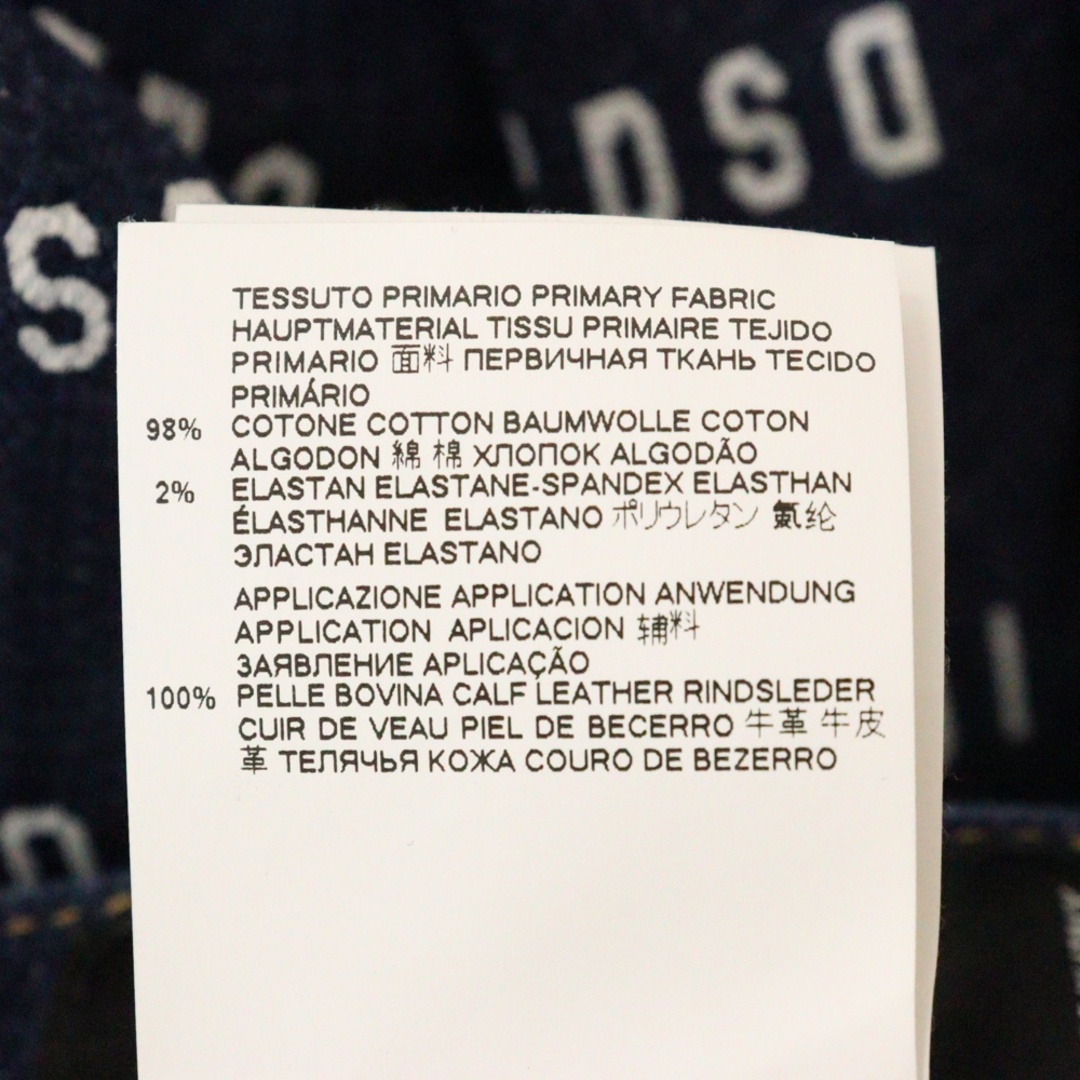 DSD
S
TESSUTO PRIMARIO PRIMARY FABRIC
HAUPTMATERIAL TISSU PRIMAIRE TEJIDO
PRIMARIO 面料 ПЕРВИЧНАЯ ТКАНЬ TECIDO
PRIMÁRIO
98% COTONE COTTON BAUMWOLLE COTON
ALGODON 綿 棉 ХЛОПОК ALGODÃO
2% ELASTAN ELASTANE-SPANDEX ELASTHAN
ÉLASTHANNE ELASTANO ポリウレタン 氨纶
ЭЛАСТАН ELASTANO
APPLICAZIONE APPLICATION ANWENDUNG
APPLICATION APLICACION 辅料
ЗАЯВЛЕНИЕ APLICAÇÃO
100% PELLE BOVINA CALF LEATHER RINDSLEDER
CUIR DE VEAU PIEL DE BECERRO 牛革 牛皮
革 ТЕЛЯЧЬЯ КОЖА COURO DE BEZERRO